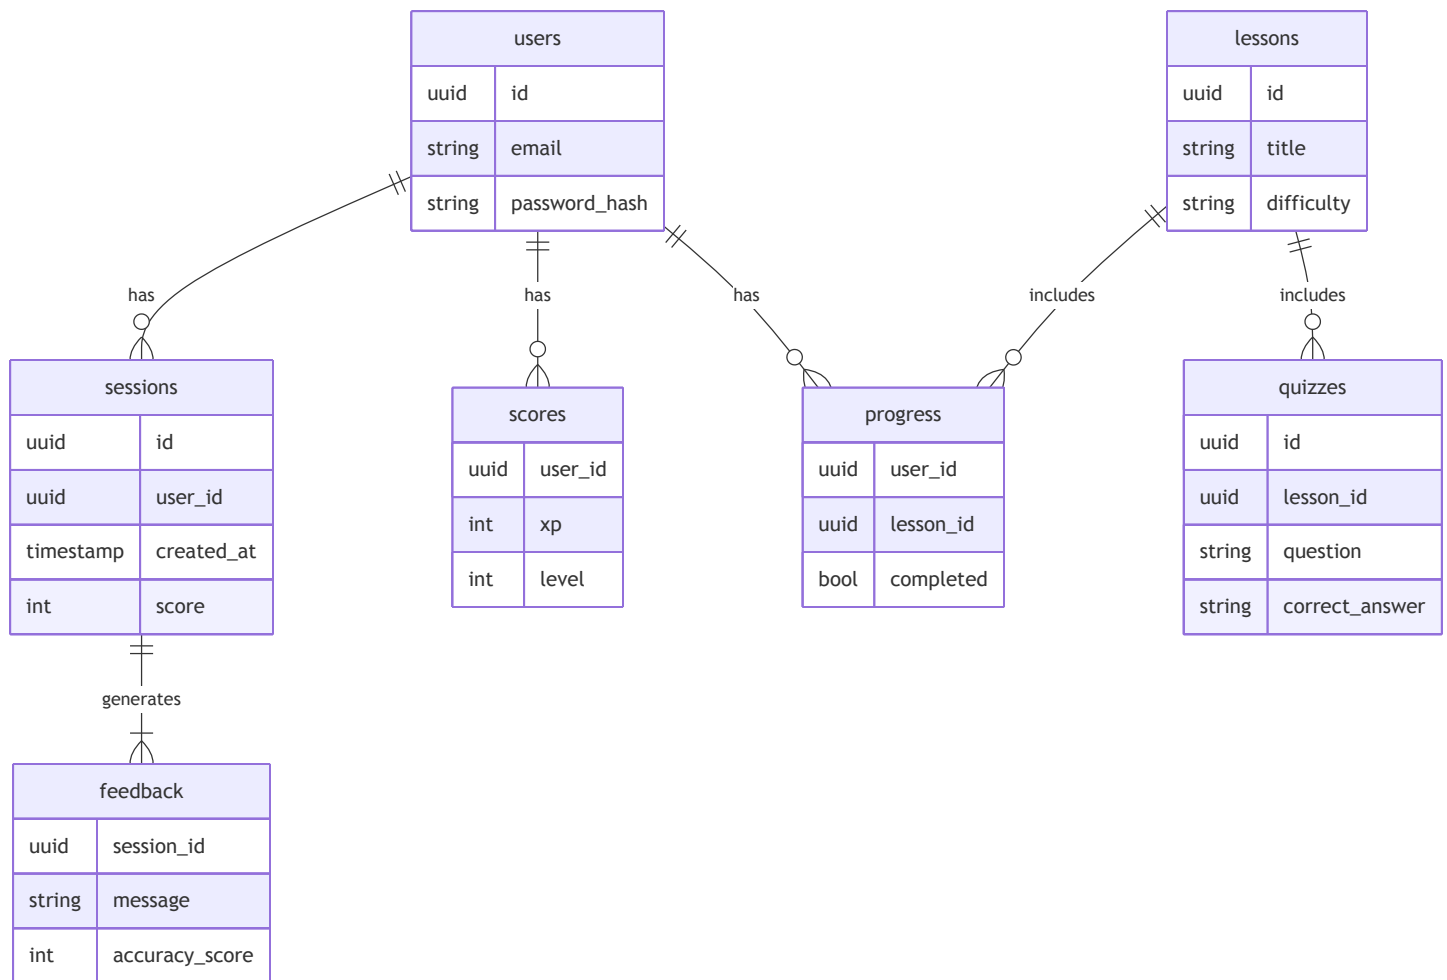 users
uuid id
string email
string password_hash
lessons
uuid id
string title
string difficulty
has
has
has
includes
includes
sessions
uuid id
uuid user_id
timestamp created_at
int score
scores
uuid user_id
int xp
int level
progress
uuid user_id
uuid lesson_id
bool completed
quizzes
uuid id
uuid lesson_id
string question
string correct_answer
generates
feedback
uuid session_id
string message
int accuracy_score